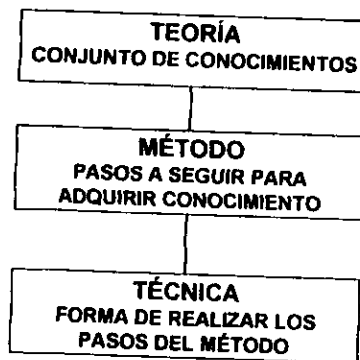 TEORÍA
CONJUNTO DE CONOCIMIENTOS
MÉTODO
PASOS A SEGUIR PARA
ADQUIRIR CONOCIMIENTO
TÉCNICA
FORMA DE REALIZAR LOS
PASOS DEL MÉTODO